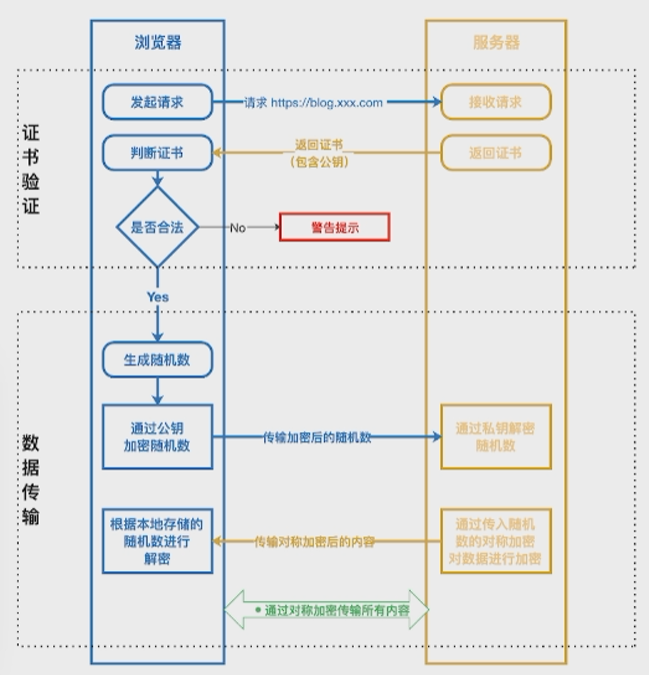 浏览器
服务器
证书验证
发起请求
请求 https://blog.xxx.com
接收请求
判断证书
返回证书
（包含公钥）
返回证书
是否合法
No
警告提示
Yes
数据传输
生成随机数
通过公钥
加密随机数
传输加密后的随机数
通过私钥解密
随机数
根据本地存储的
随机数进行
解密
传输对称加密后的内容
通过传入随机
数的对称加密
对数据进行加密
• 通过对称加密传输所有内容